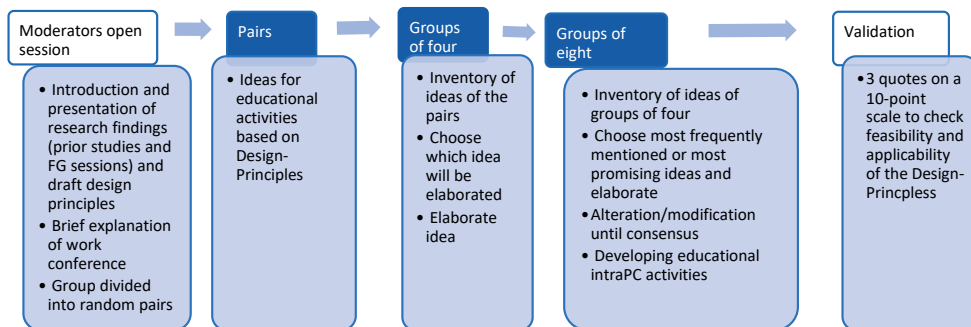 Moderators open
session
• Introduction and
presentation of
research findings
(prior studies and
FG sessions) and
draft design
principles
• Brief explanation
of work
conference
• Group divided
into random pairs
Pairs
• Ideas for
educational
activities
based on
Design-
Principles
Groups
of four
• Inventory of
ideas of the
pairs
• Choose
which idea
will be
elaborated
• Elaborate
idea
Groups of
eight
• Inventory of ideas of
groups of four
• Choose most frequently
mentioned or most
promising ideas and
elaborate
• Alteration/modification
until consensus
• Developing educational
intraPC activities
Validation
• 3 quotes on a
10-point
scale to check
feasibility and
applicability
of the Design-
Princpless